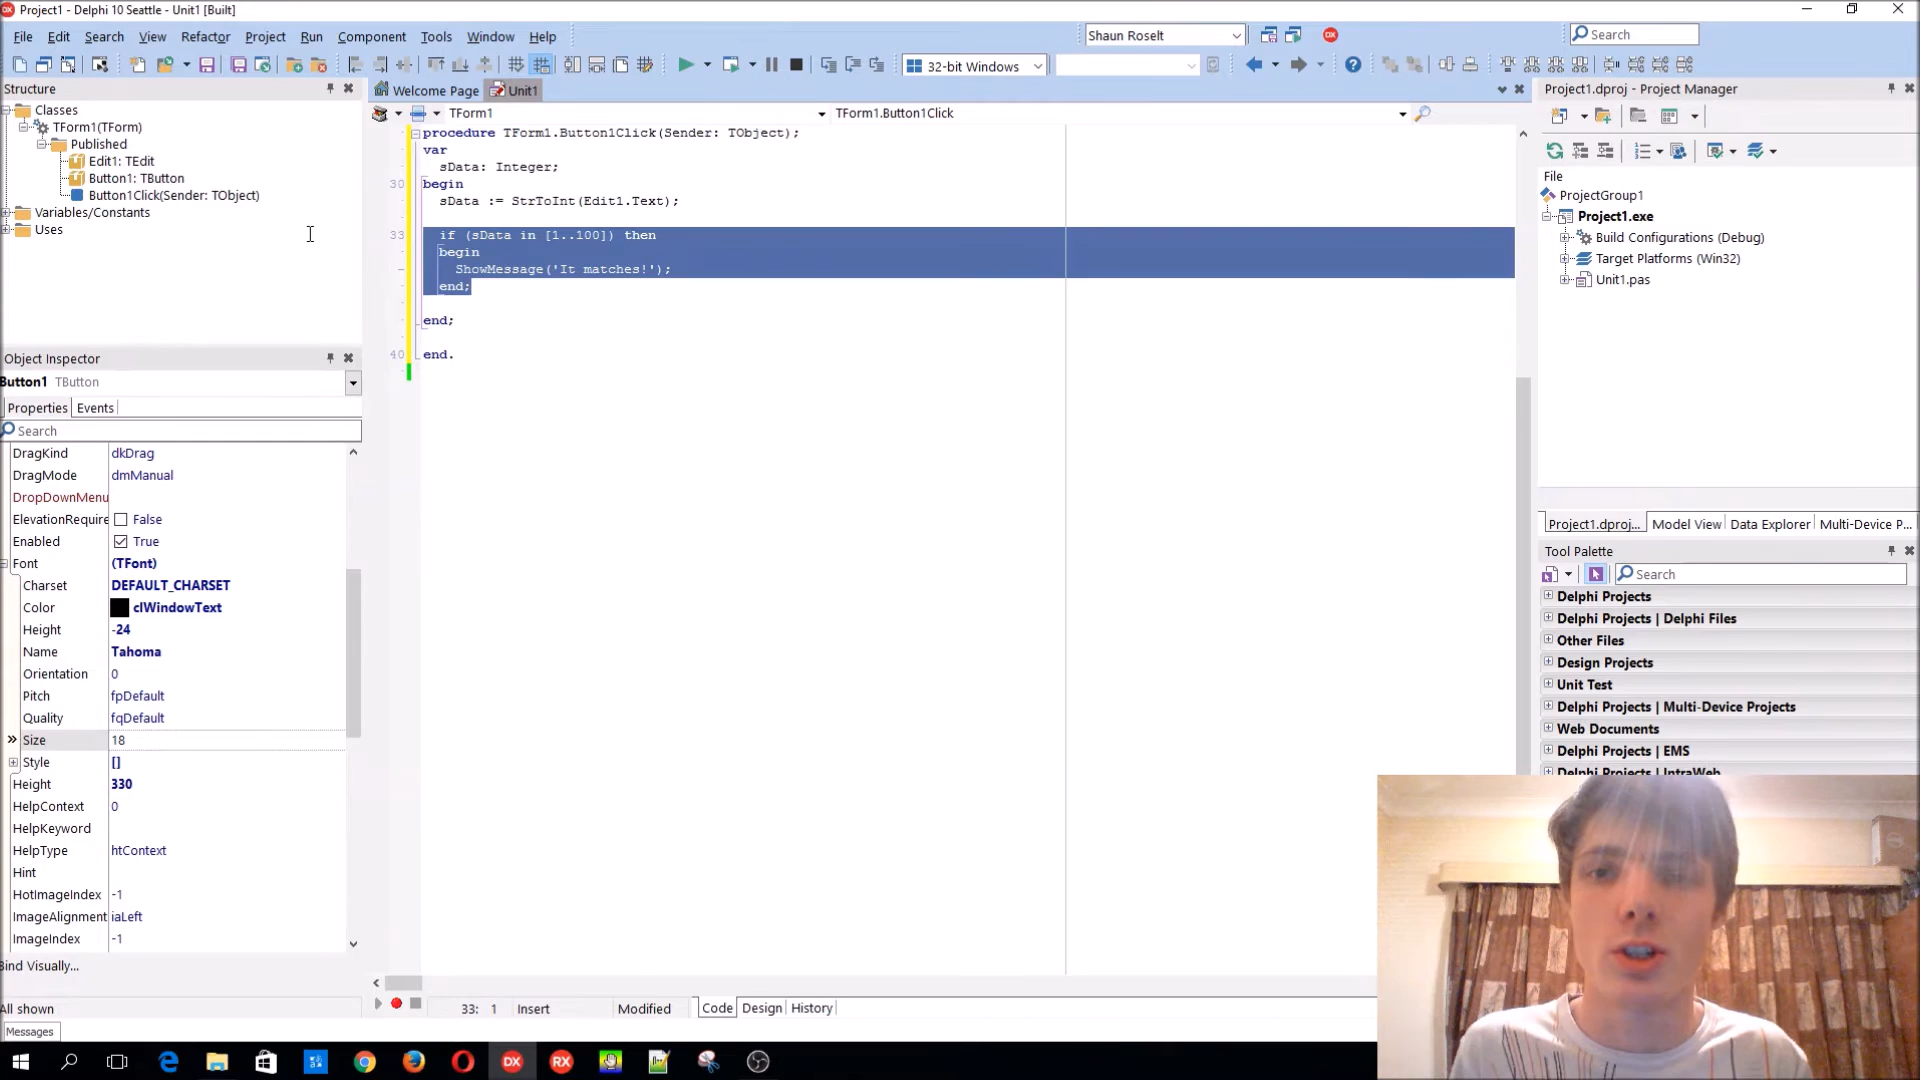 Project1 - Delphi 10 Seattle - Unit1 [Built]
File Edit Search View Refactor Project Run Component Tools Window Help
Shaun Roselt
Search
32-bit Windows
Structure
Welcome Page
Unit1
Project1.dproj - Project Manager
Classes
TForm1(TForm)
Published
Edit1: TEdit
Button1: TButton
Button1Click(Sender: TObject)
Variables/Constants
Uses
TForm1
TForm1.Button1Click
procedure TForm1.Button1Click(Sender: TObject);
var
sData: Integer;
30 begin
sData := StrToInt(Edit1.Text);
33 if (sData in [1..100]) then
begin
ShowMessage('It matches!');
end;
end;
40 end.
File
ProjectGroup1
Project1.exe
Build Configurations (Debug)
Target Platforms (Win32)
Unit1.pas
Object Inspector
Button1 TButton
Properties Events
Search
DragKind dkDrag
DragMode dmManual
DropDownMenu
ElevationRequire False
Enabled True
Font (TFont)
Charset DEFAULT_CHARSET
Color clWindowText
Height -24
Name Tahoma
Orientation 0
Pitch fpDefault
Quality fqDefault
Size 18
Style []
Height 330
HelpContext 0
HelpKeyword
HelpType htContext
Hint
HotImageIndex -1
ImageAlignment iaLeft
ImageIndex -1
Bind Visually...
All shown
Messages
33: 1 Insert Modified Code Design History
Project1.dproj... Model View Data Explorer Multi-Device P...
Tool Palette
Search
Delphi Projects
Delphi Projects | Delphi Files
Other Files
Design Projects
Unit Test
Delphi Projects | Multi-Device Projects
Web Documents
Delphi Projects | EMS
Delphi Projects | IntraWeb
DX
RX